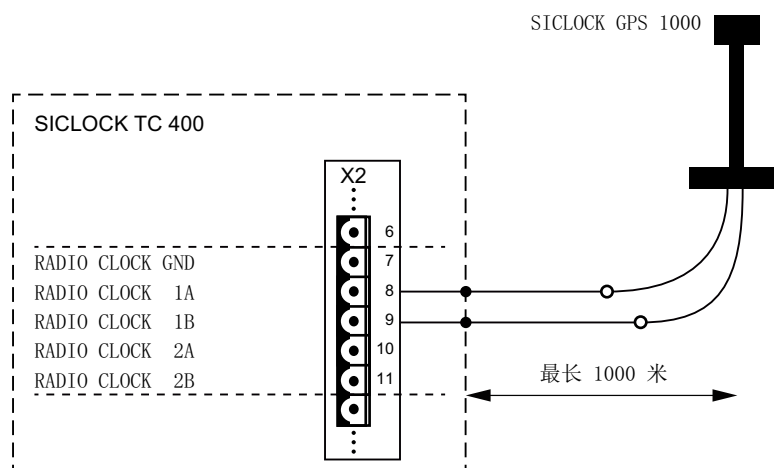 SICLOCK GPS 1000
SICLOCK TC 400
X2
6
RADIO CLOCK GND 7
RADIO CLOCK 1A 8
RADIO CLOCK 1B 9
RADIO CLOCK 2A 10
RADIO CLOCK 2B 11
最长 1000 米